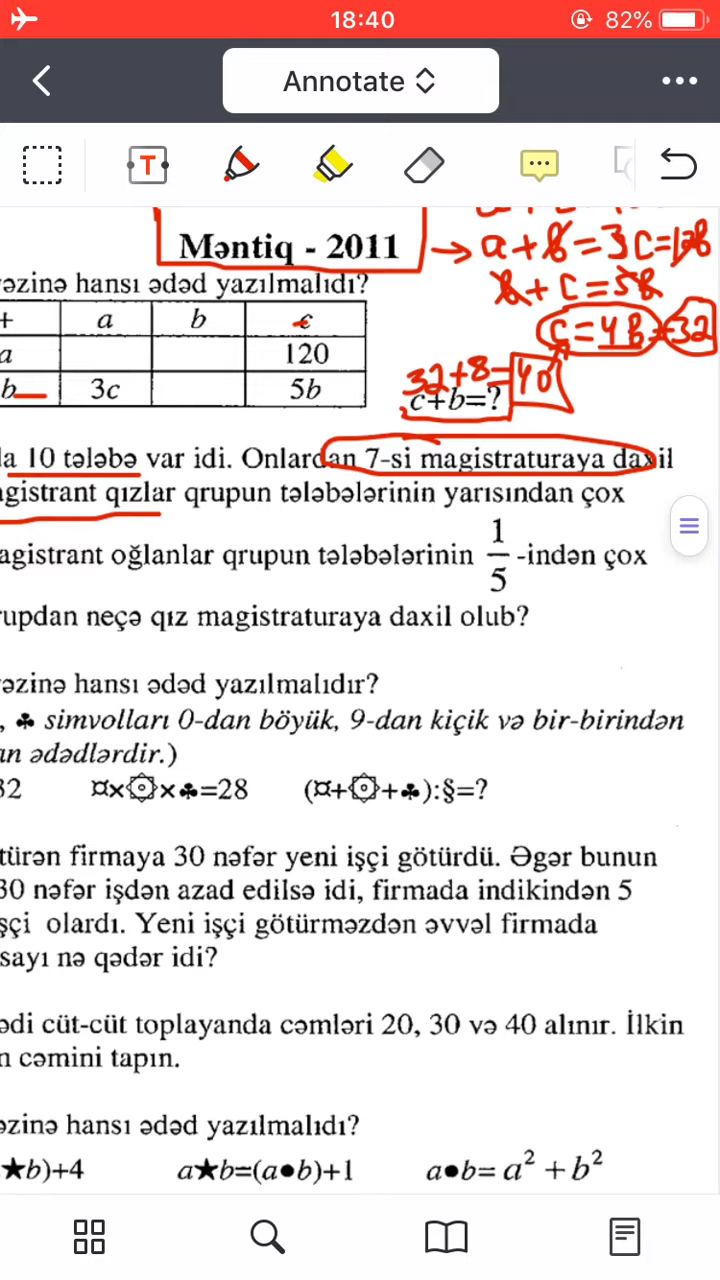 18:40
82%
Annotate
T
a + b = 3c = 128
Məntiq - 2011
b + c = 5b
əzinə hansı ədəd yazılmalıdı?
c = 4b = 32
+ a b c
a 120
b 3c 5b
32+8=40
c+b=?
la 10 tələbə var idi. Onlardan 7-si magistraturaya daxil
agistrant qızlar qrupun tələbələrinin yarısından çox
agistrant oğlanlar qrupun tələbələrinin 1/5 -indən çox
rupdan neçə qız magistraturaya daxil olub?
əzinə hansı ədəd yazılmalıdır?
, ♣ simvolları 0-dan böyük, 9-dan kiçik və bir-birindən
an ədədlərdir.)
32 ¤×۞×♣=28 (¤+۞+♣):§=?
türən firmaya 30 nəfər yeni işçi götürdü. Əgər bunun
30 nəfər işdən azad edilsə idi, firmada indikindən 5
şçi olardı. Yeni işçi götürməzdən əvvəl firmada
sayı nə qədər idi?
ədi cüt-cüt toplayanda cəmləri 20, 30 və 40 alınır. İlkin
n cəmini tapın.
əzinə hansı ədəd yazılmalıdı?
★b)+4 a★b=(a●b)+1 a●b= a² + b²